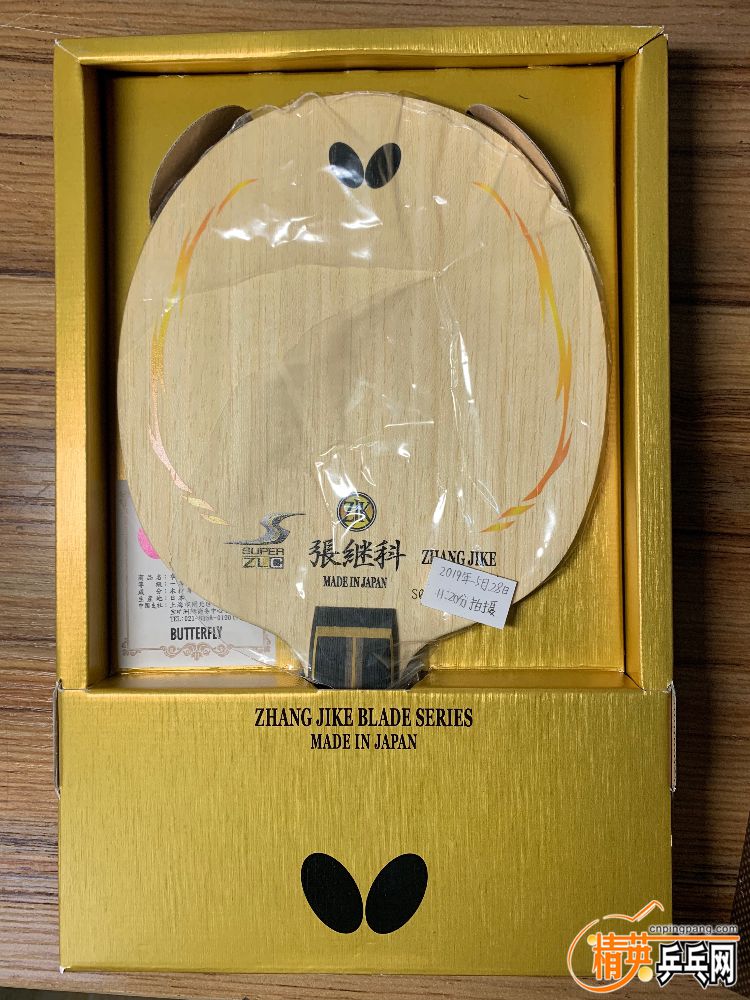 ZK
SUPER
ZLC
張継科
ZHANG JIKE
MADE IN JAPAN
2019年5月28日
11:20分拍摄
BUTTERFLY
ZHANG JIKE BLADE SERIES
MADE IN JAPAN
cnpingpang.com
精英乒乓网